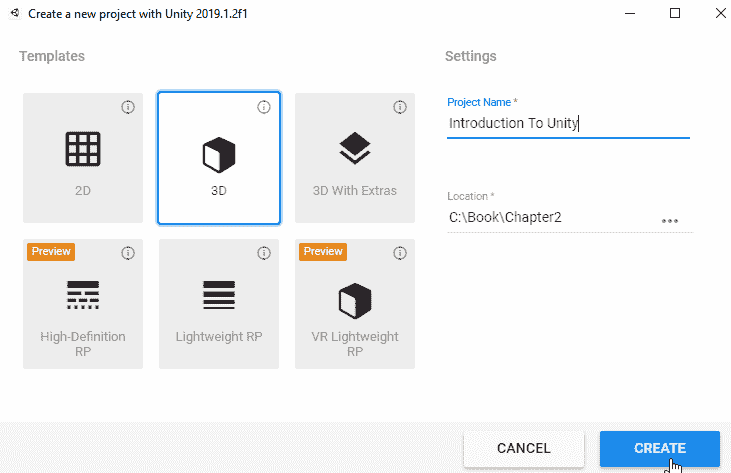 Create a new project with Unity 2019.1.2f1
Templates
Settings
2D
3D
3D With Extras
Project Name *
Introduction To Unity
Location *
C:\Book\Chapter2
Preview
High-Definition
RP
Lightweight RP
Preview
VR Lightweight
RP
CANCEL
CREATE